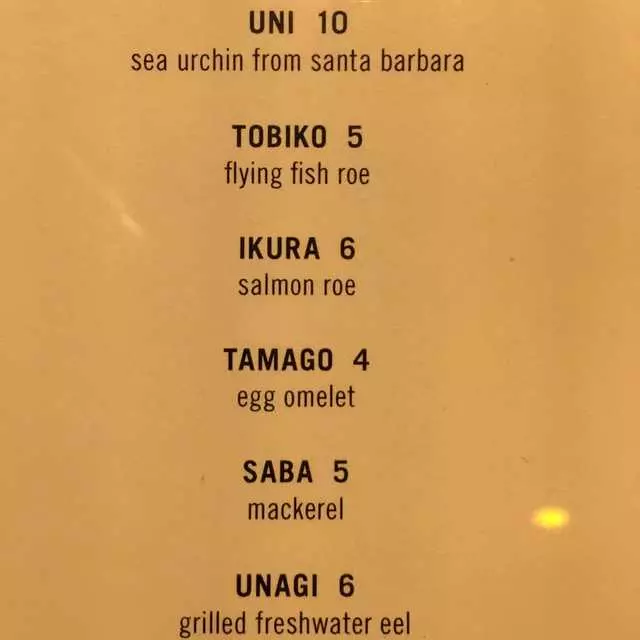 UNI 10
sea urchin from santa barbara
TOBIKO 5
flying fish roe
IKURA 6
salmon roe
TAMAGO 4
egg omelet
SABA 5
mackerel
UNAGI 6
grilled freshwater eel